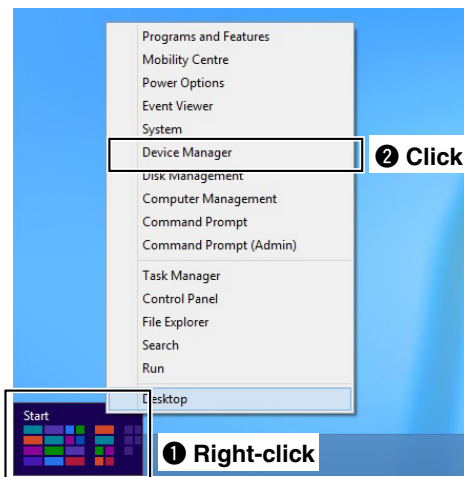 Programs and Features
Mobility Centre
Power Options
Event Viewer
System
Device Manager
❷ Click
Disk Management
Computer Management
Command Prompt
Command Prompt (Admin)
Task Manager
Control Panel
File Explorer
Search
Run
Desktop
Start
❶ Right-click